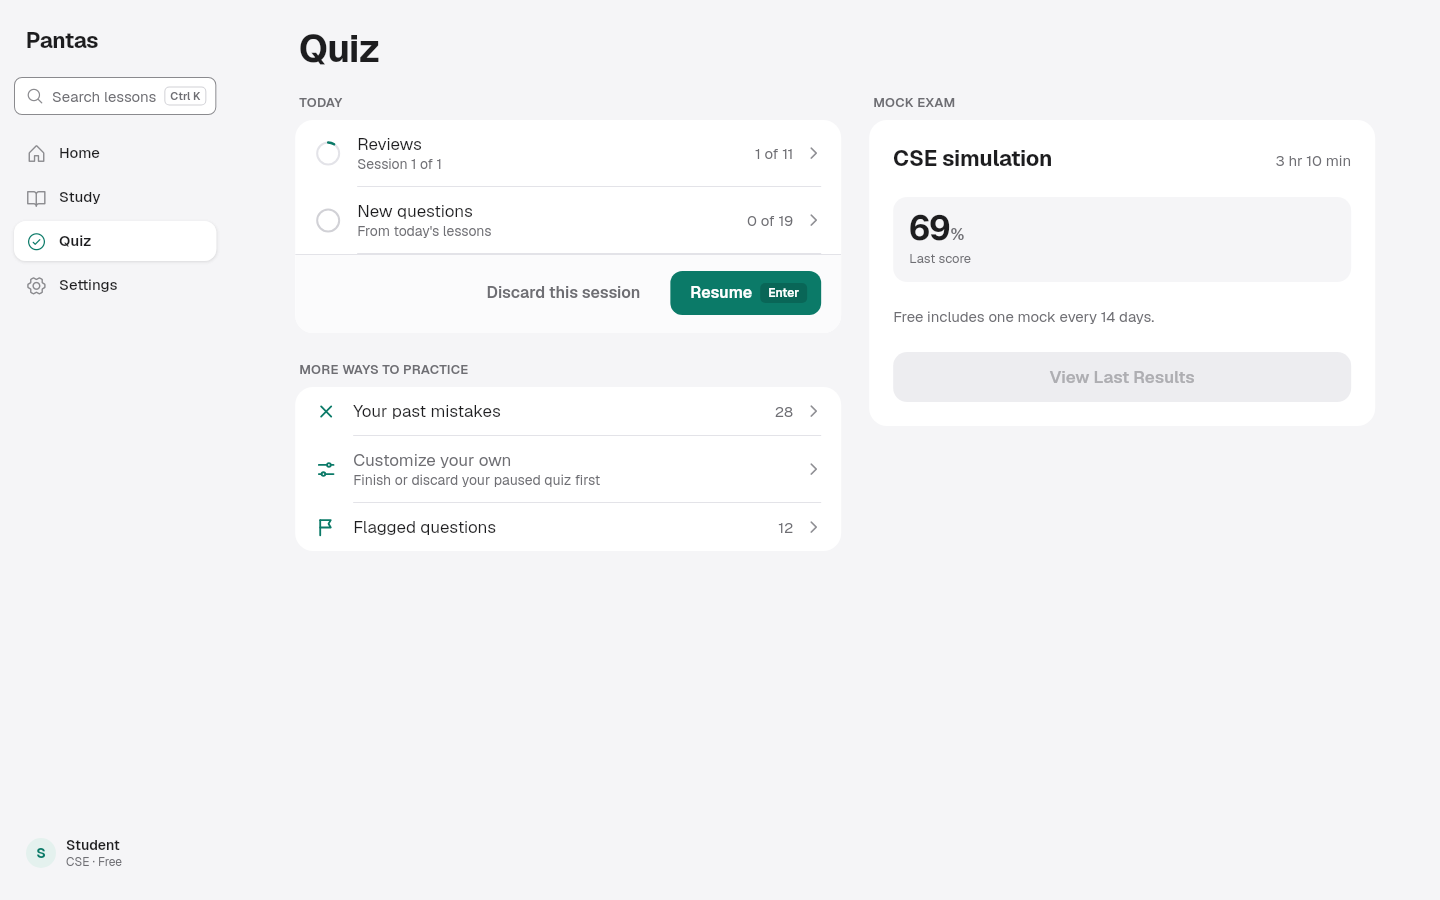 Pantas
Search lessons Ctrl K
Home
Study
Quiz
Settings
Student
CSE · Free
Quiz
TODAY
Reviews
Session 1 of 1
1 of 11
New questions
From today's lessons
0 of 19
Discard this session
Resume Enter
MORE WAYS TO PRACTICE
Your past mistakes
28
Customize your own
Finish or discard your paused quiz first
Flagged questions
12
MOCK EXAM
CSE simulation
3 hr 10 min
69%
Last score
Free includes one mock every 14 days.
View Last Results
S